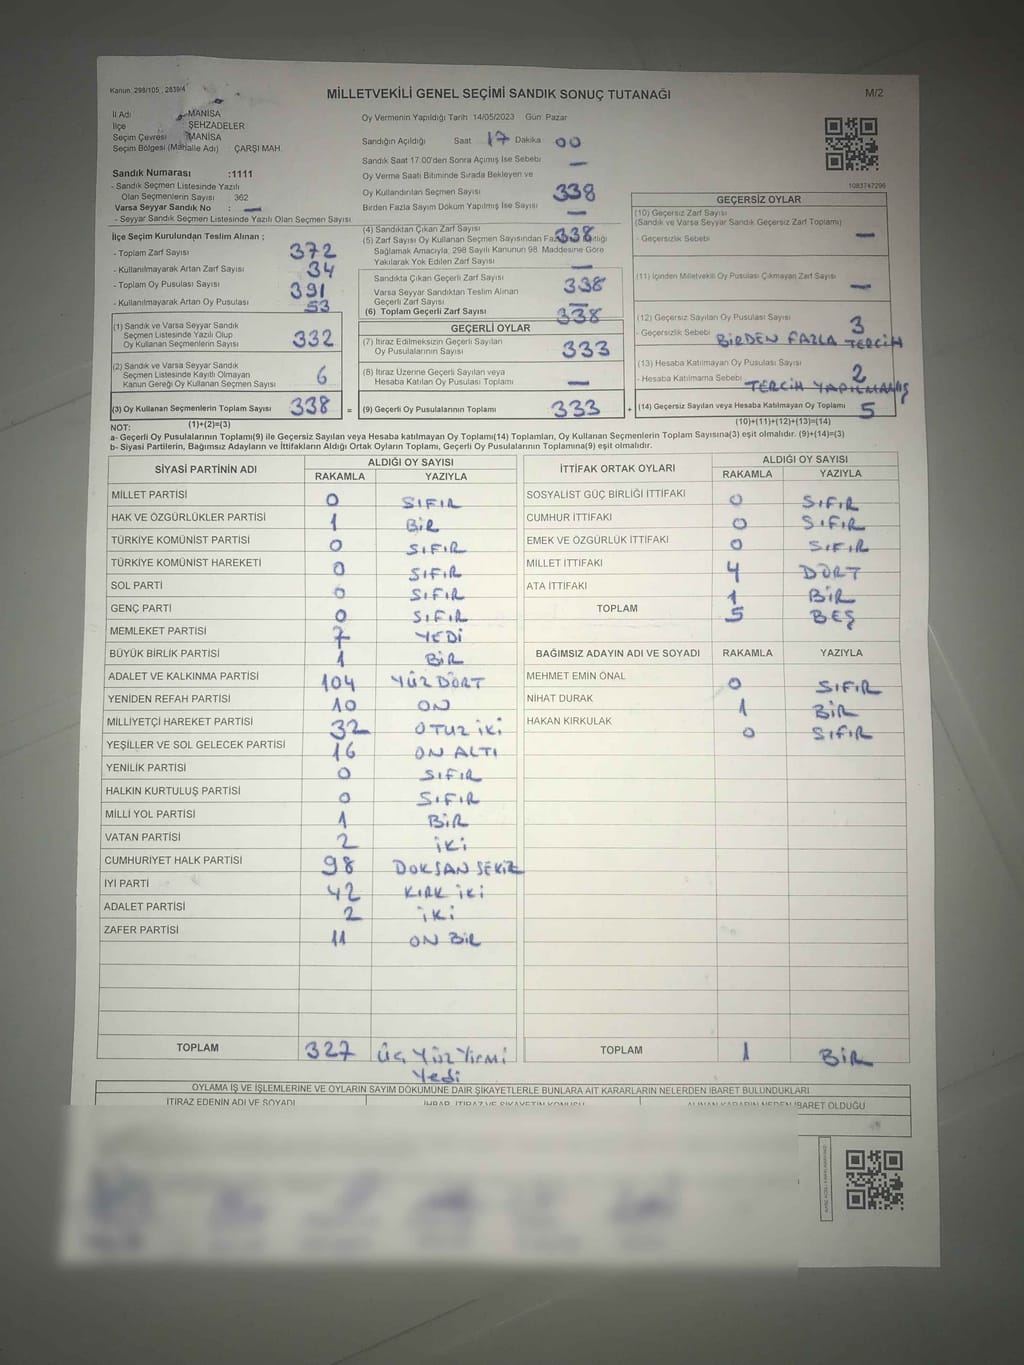 Kanun: 298/105, 2839/4
MİLLETVEKİLİ GENEL SEÇİMİ SANDIK SONUÇ TUTANAĞI
M/2
İl Adı MANİSA
İlçe ŞEHZADELER
Seçim Çevresi MANİSA
Seçim Bölgesi (Mahalle Adı) : ÇARŞI MAH.
Sandık Numarası :1111
- Sandık Seçmen Listesinde Yazılı
Olan Seçmenlerin Sayısı 362
Varsa Seyyar Sandık No : —
- Seyyar Sandık Seçmen Listesinde Yazılı Olan Seçmen Sayısı
Oy Vermenin Yapıldığı Tarih 14/05/2023 Gün Pazar
Sandığın Açıldığı Saat 17 Dakika 00
Sandık Saat 17.00'den Sonra Açımış İse Sebebi —
Oy Verme Saati Bitiminde Sırada Bekleyen ve
Oy Kullandırılan Seçmen Sayısı 338
Birden Fazla Sayım Döküm Yapılmış İse Sayısı —
1083747296
İlçe Seçim Kurulundan Teslim Alınan ;
- Toplam Zarf Sayısı 372
- Kullanılmayarak Artan Zarf Sayısı 34
- Toplam Oy Pusulası Sayısı 391
- Kullanılmayarak Artan Oy Pusulası 53
(1) Sandık ve Varsa Seyyar Sandık
Seçmen Listesinde Yazılı Olup
Oy Kullanan Seçmenlerin Sayısı 332
(2) Sandık ve Varsa Seyyar Sandık
Seçmen Listesinde Kayıtlı Olmayan
Kanun Gereği Oy Kullanan Seçmen Sayısı 6
(3) Oy Kullanan Seçmenlerin Toplam Sayısı 338 =
(1)+(2)=(3)
(4) Sandıktan Çıkan Zarf Sayısı 338
(5) Zarf Sayısı Oy Kullanan Seçmen Sayısından
Sağlamak Amacıyla, 298 Sayılı Kanunun 98. Maddesine Göre
Yakılarak Yok Edilen Zarf Sayısı —
Sandıkta Çıkan Geçerli Zarf Sayısı 338
Varsa Seyyar Sandıktan Teslim Alınan
Geçerli Zarf Sayısı —
(6) Toplam Geçerli Zarf Sayısı 338
GEÇERLİ OYLAR
(7) İtiraz Edilmeksizin Geçerli Sayılan
Oy Pusulalarının Sayısı 333
(8) İtiraz Üzerine Geçerli Sayılan veya
Hesaba Katılan Oy Pusulası Toplamı —
(9) Geçerli Oy Pusulalarının Toplamı 333 +
GEÇERSİZ OYLAR
(10) Geçersiz Zarf Sayısı
(Sandık ve Varsa Seyyar Sandık Geçersiz Zarf Toplamı)
- Geçersizlik Sebebi —
(11) İçinden Milletvekili Oy Pusulası Çıkmayan Zarf Sayısı
—
(12) Geçersiz Sayılan Oy Pusulası Sayısı 3
- Geçersizlik Sebebi BİRDEN FAZLA TERCİH
(13) Hesaba Katılmayan Oy Pusulası Sayısı 2
- Hesaba Katılmama Sebebi TERCİH YAPILMAMIŞ
(14) Geçersiz Sayılan veya Hesaba Katılmayan Oy Toplamı 5
(10)+(11)+(12)+(13)=(14)
NOT:
a- Geçerli Oy Pusulalarının Toplamı(9) ile Geçersiz Sayılan veya Hesaba katılmayan Oy Toplamı(14) Toplamları, Oy Kullanan Seçmenlerin Toplam Sayısına(3) eşit olmalıdır. (9)+(14)=(3)
b- Siyasi Partilerin, Bağımsız Adayların ve İttifakların Aldığı Ortak Oyların Toplamı, Geçerli Oy Pusulalarının Toplamına(9) eşit olmalıdır.
SİYASİ PARTİNİN ADI
ALDIĞI OY SAYISI
RAKAMLA YAZIYLA
MİLLET PARTİSİ 0 SIFIR
HAK VE ÖZGÜRLÜKLER PARTİSİ 1 BİR
TÜRKİYE KOMÜNİST PARTİSİ 0 SIFIR
TÜRKİYE KOMÜNİST HAREKETİ 0 SIFIR
SOL PARTİ 0 SIFIR
GENÇ PARTİ 0 SIFIR
MEMLEKET PARTİSİ 7 YEDİ
BÜYÜK BİRLİK PARTİSİ 1 BİR
ADALET VE KALKINMA PARTİSİ 104 YÜZ DÖRT
YENİDEN REFAH PARTİSİ 10 ON
MİLLİYETÇİ HAREKET PARTİSİ 32 OTUZ İKİ
YEŞİLLER VE SOL GELECEK PARTİSİ 16 ON ALTI
YENİLİK PARTİSİ 0 SIFIR
HALKIN KURTULUŞ PARTİSİ 0 SIFIR
MİLLİ YOL PARTİSİ 1 BİR
VATAN PARTİSİ 2 İKİ
CUMHURİYET HALK PARTİSİ 98 DOKSAN SEKİZ
İYİ PARTİ 42 KIRK İKİ
ADALET PARTİSİ 2 İKİ
ZAFER PARTİSİ 11 ON BİR
TOPLAM 327 üç Yüz Yirmi
Yedi
İTTİFAK ORTAK OYLARI
ALDIĞI OY SAYISI
RAKAMLA YAZIYLA
SOSYALİST GÜÇ BİRLİĞİ İTTİFAKI 0 SIFIR
CUMHUR İTTİFAKI 0 SIFIR
EMEK VE ÖZGÜRLÜK İTTİFAKI 0 SIFIR
MİLLET İTTİFAKI 4 DÖRT
ATA İTTİFAKI 1 BİR
TOPLAM 5 BEŞ
BAĞIMSIZ ADAYIN ADI VE SOYADI RAKAMLA YAZIYLA
MEHMET EMİN ÖNAL 0 SIFIR
NİHAT DURAK 1 BİR
HAKAN KIRKULAK 0 SIFIR
TOPLAM 1 BİR
OYLAMA İŞ VE İŞLEMLERİNE VE OYLARIN SAYIM DÖKÜMÜNE DAİR ŞİKAYETLERLE BUNLARA AİT KARARLARIN NELERDEN İBARET BULUNDUKLARI
İTİRAZ EDENİN ADI VE SOYADI
İHBAR, İTİRAZ VE ŞİKAYETİN KONUSU
ALINAN KARARIN NEDEN İBARET OLDUĞU